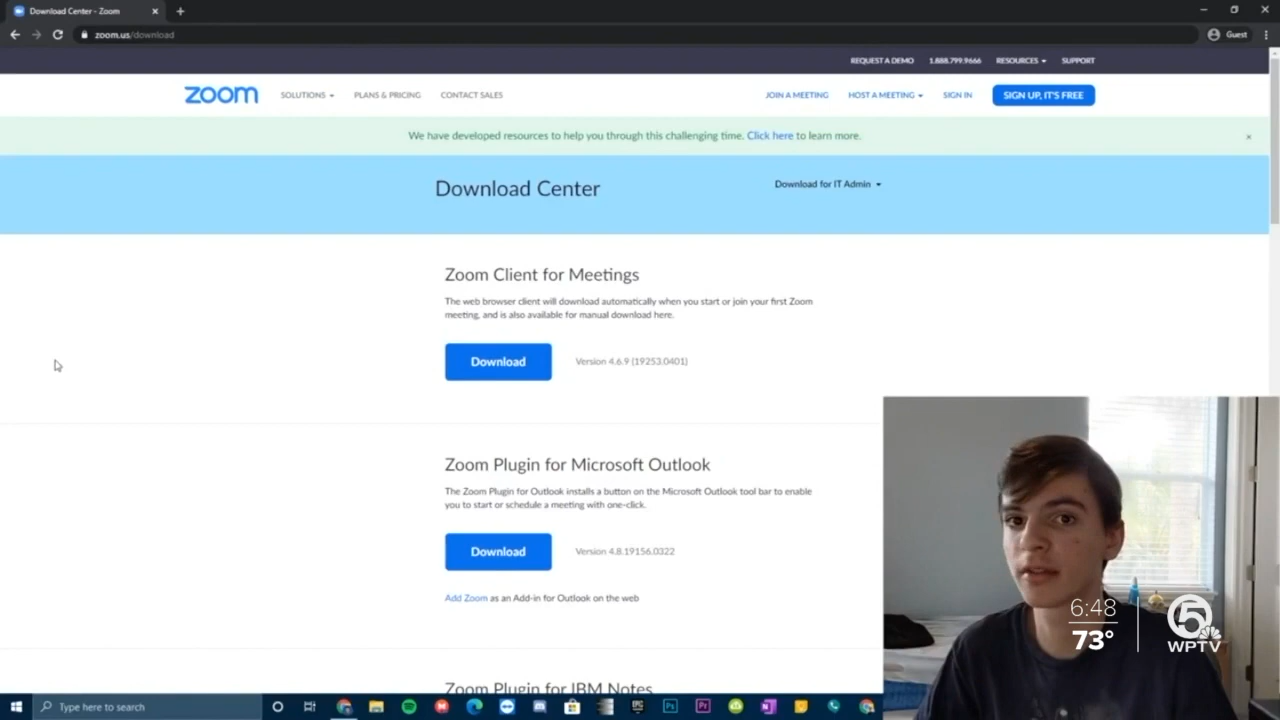 Download Center - Zoom
zoom.us/download
Guest
REQUEST A DEMO 1.888.799.9666 RESOURCES SUPPORT
zoom SOLUTIONS PLANS & PRICING CONTACT SALES JOIN A MEETING HOST A MEETING SIGN IN SIGN UP, IT'S FREE
We have developed resources to help you through this challenging time. Click here to learn more.
Download Center
Download for IT Admin
Zoom Client for Meetings
The web browser client will download automatically when you start or join your first Zoom
meeting, and is also available for manual download here.
Download Version 4.6.9 (19253.0401)
Zoom Plugin for Microsoft Outlook
The Zoom Plugin for Outlook installs a button on the Microsoft Outlook tool bar to enable
you to start or schedule a meeting with one-click.
Download Version 4.8.19156.0322
Add Zoom as an Add-in for Outlook on the web
Zoom Plugin for IBM Notes
6:48
73°
5
WPTV
Type here to search
Ps
Pr
N